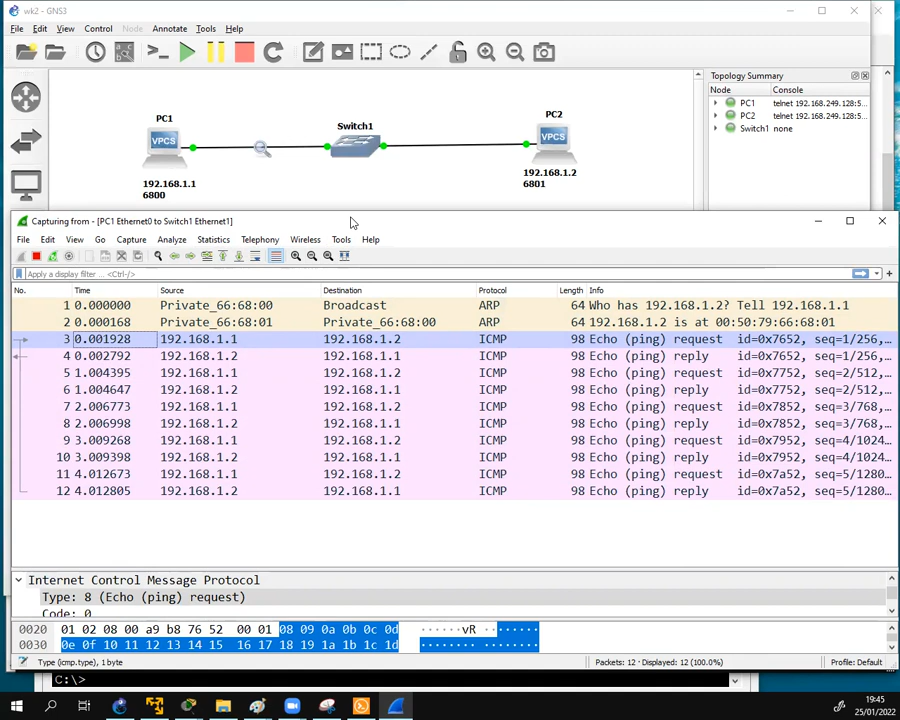 wk2 - GNS3
File Edit View Control Node Annotate Tools Help
Topology Summary
Node Console
PC1 telnet 192.168.249.128:5...
PC2 telnet 192.168.249.128:5...
Switch1 none
PC1
VPCS
192.168.1.1
6800
Switch1
PC2
VPCS
192.168.1.2
6801
Capturing from - [PC1 Ethernet0 to Switch1 Ethernet1]
File Edit View Go Capture Analyze Statistics Telephony Wireless Tools Help
Apply a display filter ... <Ctrl-/>
No. Time Source Destination Protocol Length Info
1 0.000000 Private_66:68:00 Broadcast ARP 64 Who has 192.168.1.2? Tell 192.168.1.1
2 0.000168 Private_66:68:01 Private_66:68:00 ARP 64 192.168.1.2 is at 00:50:79:66:68:01
3 0.001928 192.168.1.1 192.168.1.2 ICMP 98 Echo (ping) request id=0x7652, seq=1/256,...
4 0.002792 192.168.1.2 192.168.1.1 ICMP 98 Echo (ping) reply id=0x7652, seq=1/256,...
5 1.004395 192.168.1.1 192.168.1.2 ICMP 98 Echo (ping) request id=0x7752, seq=2/512,...
6 1.004647 192.168.1.2 192.168.1.1 ICMP 98 Echo (ping) reply id=0x7752, seq=2/512,...
7 2.006773 192.168.1.1 192.168.1.2 ICMP 98 Echo (ping) request id=0x7852, seq=3/768,...
8 2.006998 192.168.1.2 192.168.1.1 ICMP 98 Echo (ping) reply id=0x7852, seq=3/768,...
9 3.009268 192.168.1.1 192.168.1.2 ICMP 98 Echo (ping) request id=0x7952, seq=4/1024...
10 3.009398 192.168.1.2 192.168.1.1 ICMP 98 Echo (ping) reply id=0x7952, seq=4/1024...
11 4.012673 192.168.1.1 192.168.1.2 ICMP 98 Echo (ping) request id=0x7a52, seq=5/1280...
12 4.012805 192.168.1.2 192.168.1.1 ICMP 98 Echo (ping) reply id=0x7a52, seq=5/1280...
Internet Control Message Protocol
Type: 8 (Echo (ping) request)
Code: 0
0020 01 02 08 00 a9 b8 76 52 00 01 08 09 0a 0b 0c 0d ······vR ········
0030 0e 0f 10 11 12 13 14 15 16 17 18 19 1a 1b 1c 1d ········ ········
Type (icmp.type), 1 byte
Packets: 12 · Displayed: 12 (100.0%)
Profile: Default
C:\>
19:45
25/01/2022